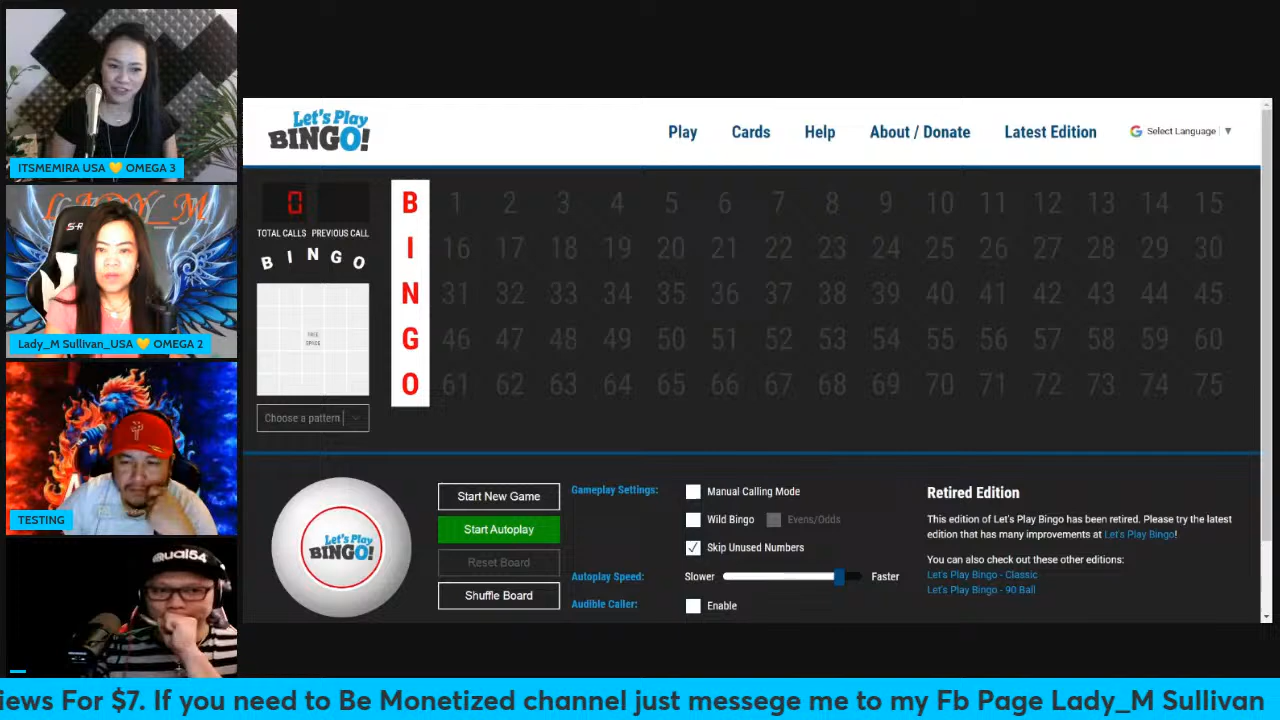 ITSMEMIRA USA 💛 OMEGA 3
LADY_M
Lady_M Sullivan_USA 💛 OMEGA 2
TESTING
Let's Play
BINGO!
Play Cards Help About / Donate Latest Edition Select Language ▼
0
TOTAL CALLS PREVIOUS CALL
B I N G O
FREE
SPACE
Choose a pattern
B 1 2 3 4 5 6 7 8 9 10 11 12 13 14 15
I 16 17 18 19 20 21 22 23 24 25 26 27 28 29 30
N 31 32 33 34 35 36 37 38 39 40 41 42 43 44 45
G 46 47 48 49 50 51 52 53 54 55 56 57 58 59 60
O 61 62 63 64 65 66 67 68 69 70 71 72 73 74 75
Let's Play
BINGO!
Start New Game
Start Autoplay
Reset Board
Shuffle Board
Gameplay Settings:
Manual Calling Mode
Wild Bingo Evens/Odds
Skip Unused Numbers
Autoplay Speed: Slower Faster
Audible Caller: Enable
Retired Edition
This edition of Let's Play Bingo has been retired. Please try the latest
edition that has many improvements at Let's Play Bingo!
You can also check out these other editions:
Let's Play Bingo - Classic
Let's Play Bingo - 90 Ball
iews For $7. If you need to Be Monetized channel just messege me to my Fb Page Lady_M Sullivan